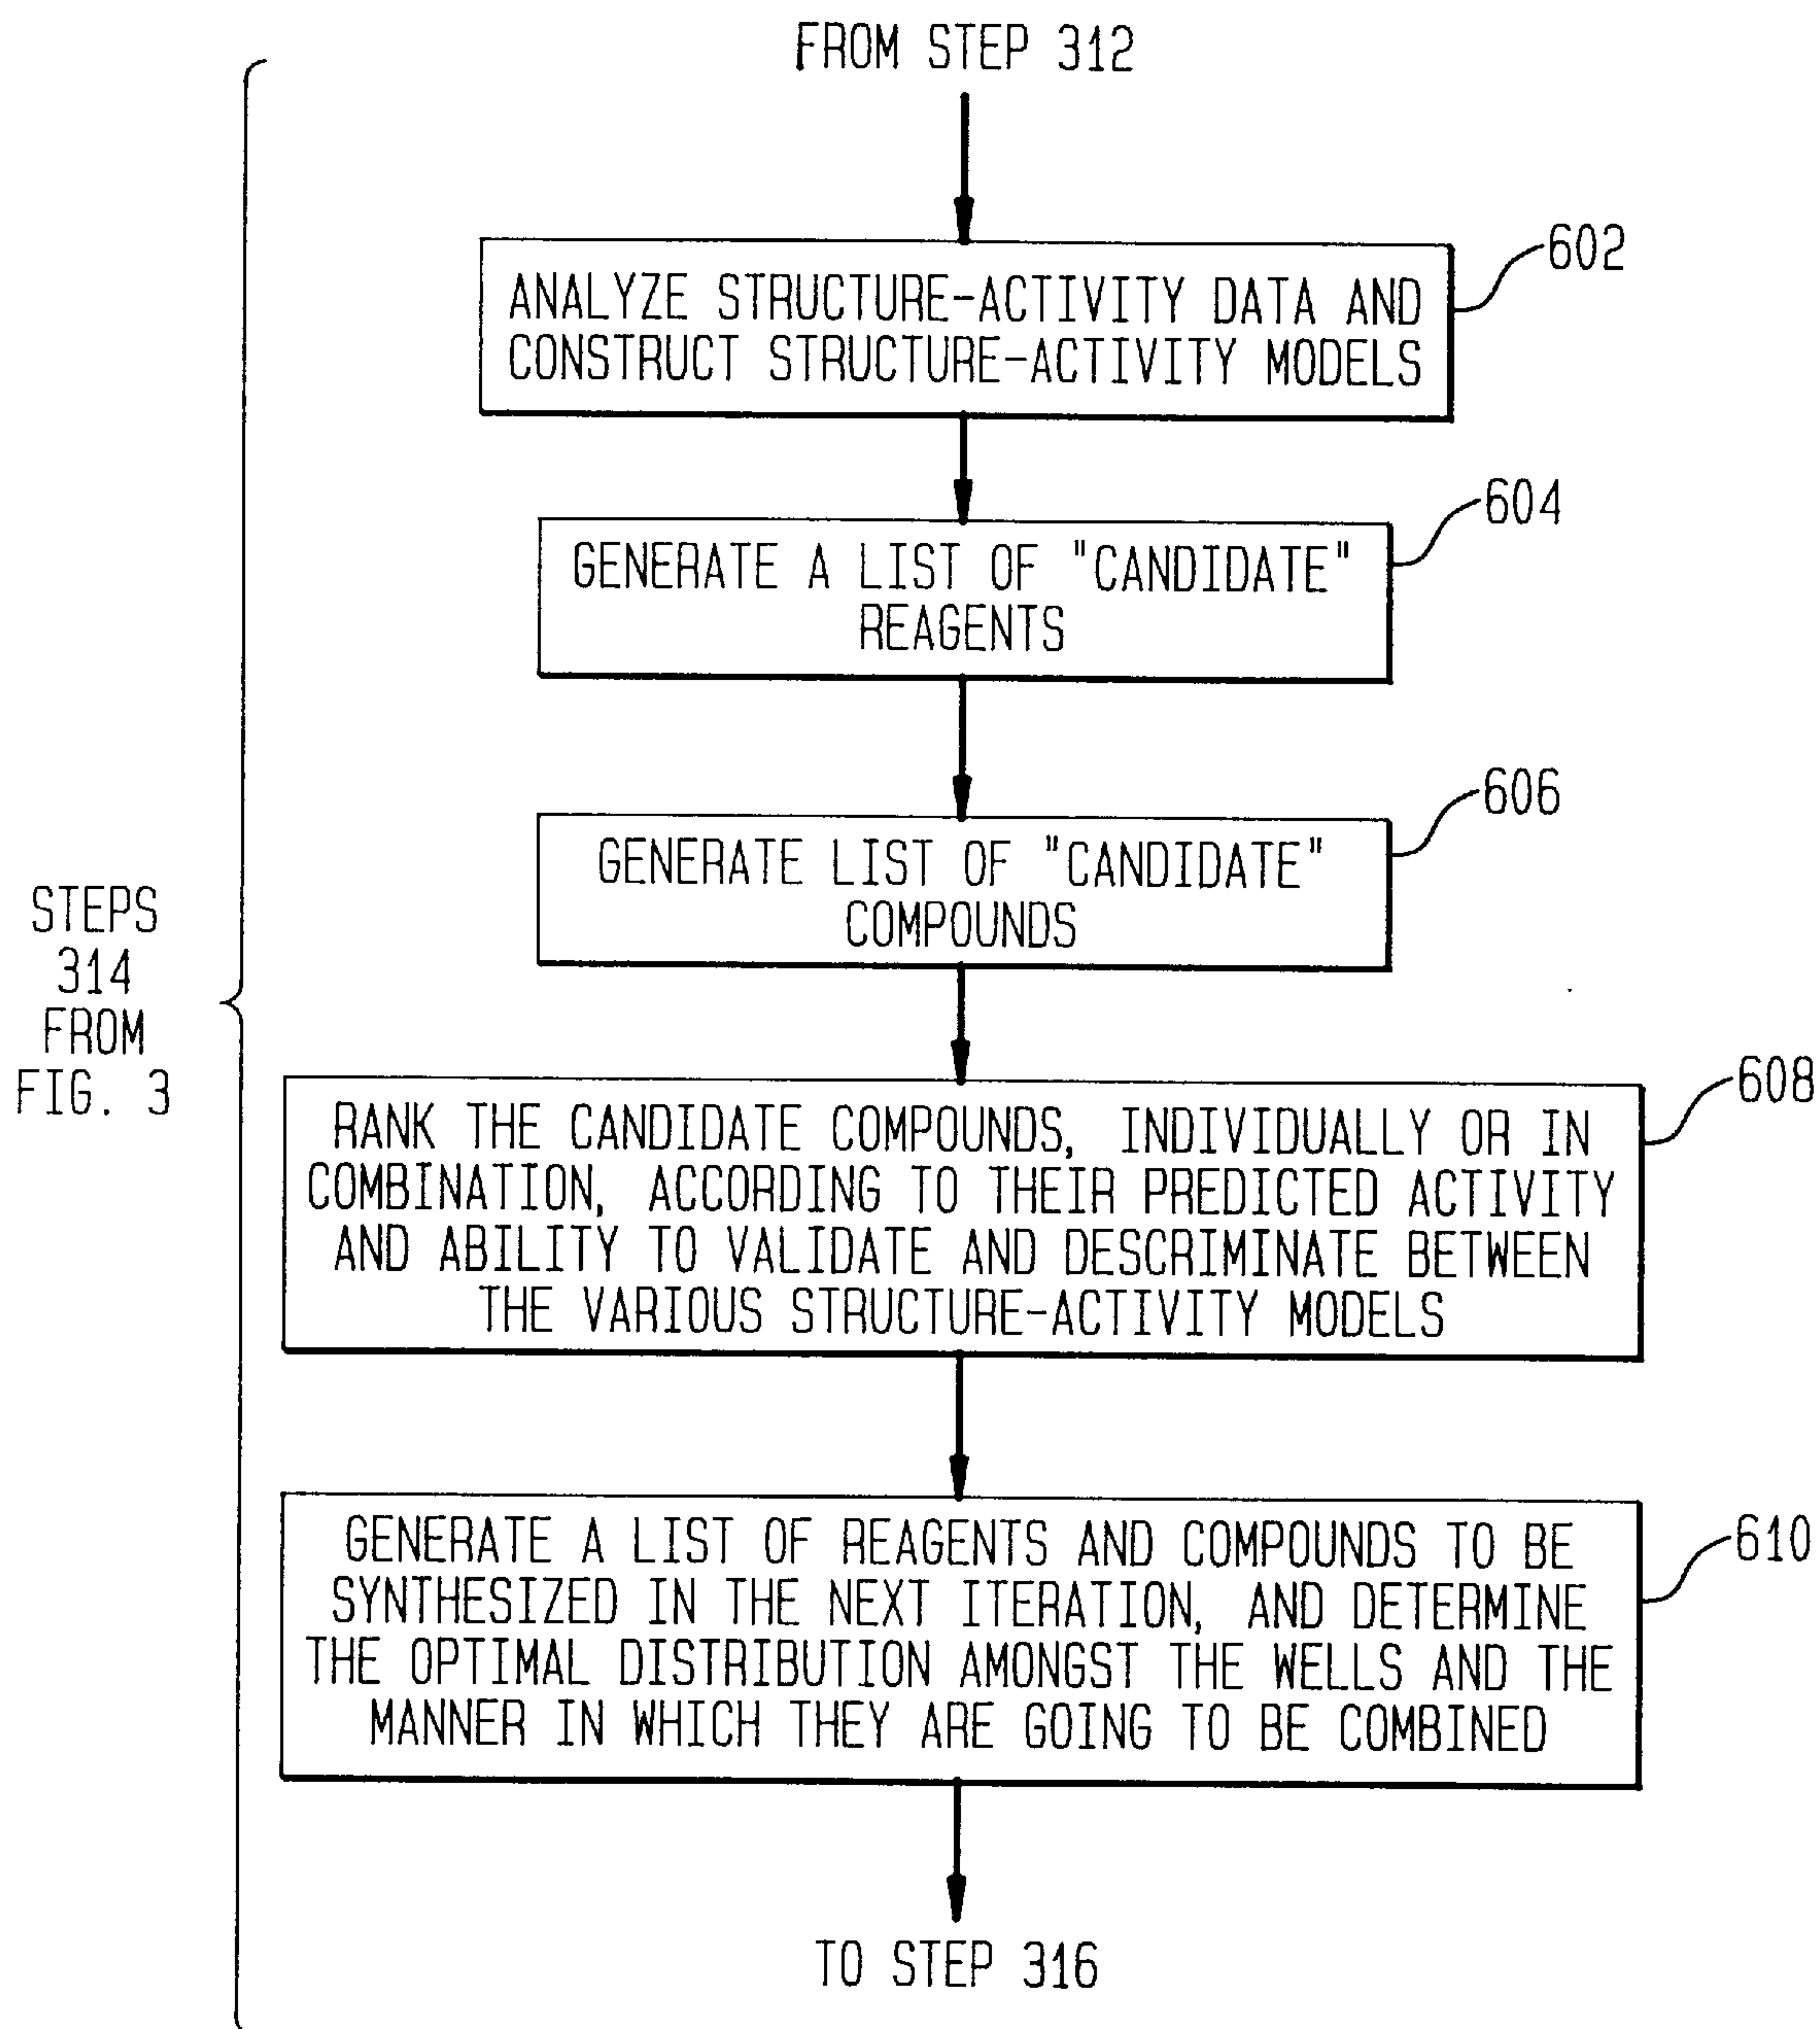 FROM STEP 312
602
ANALYZE STRUCTURE-ACTIVITY DATA AND
CONSTRUCT STRUCTURE-ACTIVITY MODELS
604
GENERATE A LIST OF "CANDIDATE"
REAGENTS
606
GENERATE LIST OF "CANDIDATE"
COMPOUNDS
STEPS
314
FROM
FIG. 3
608
RANK THE CANDIDATE COMPOUNDS, INDIVIDUALLY OR IN
COMBINATION, ACCORDING TO THEIR PREDICTED ACTIVITY
AND ABILITY TO VALIDATE AND DESCRIMINATE BETWEEN
THE VARIOUS STRUCTURE-ACTIVITY MODELS
610
GENERATE A LIST OF REAGENTS AND COMPOUNDS TO BE
SYNTHESIZED IN THE NEXT ITERATION, AND DETERMINE
THE OPTIMAL DISTRIBUTION AMONGST THE WELLS AND THE
MANNER IN WHICH THEY ARE GOING TO BE COMBINED
TO STEP 316